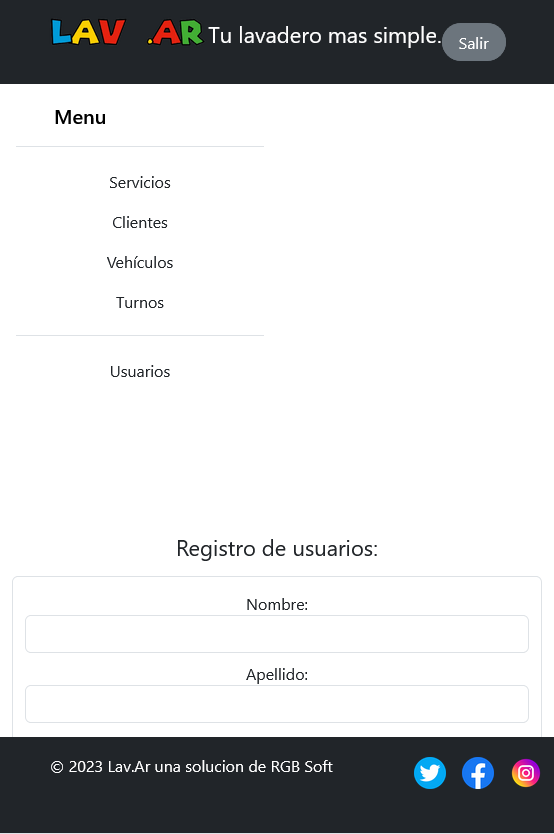 LAV .AR Tu lavadero mas simple. Salir
Menu
Servicios
Clientes
Vehículos
Turnos
Usuarios
Registro de usuarios:
Nombre:
Apellido:
© 2023 Lav.Ar una solucion de RGB Soft